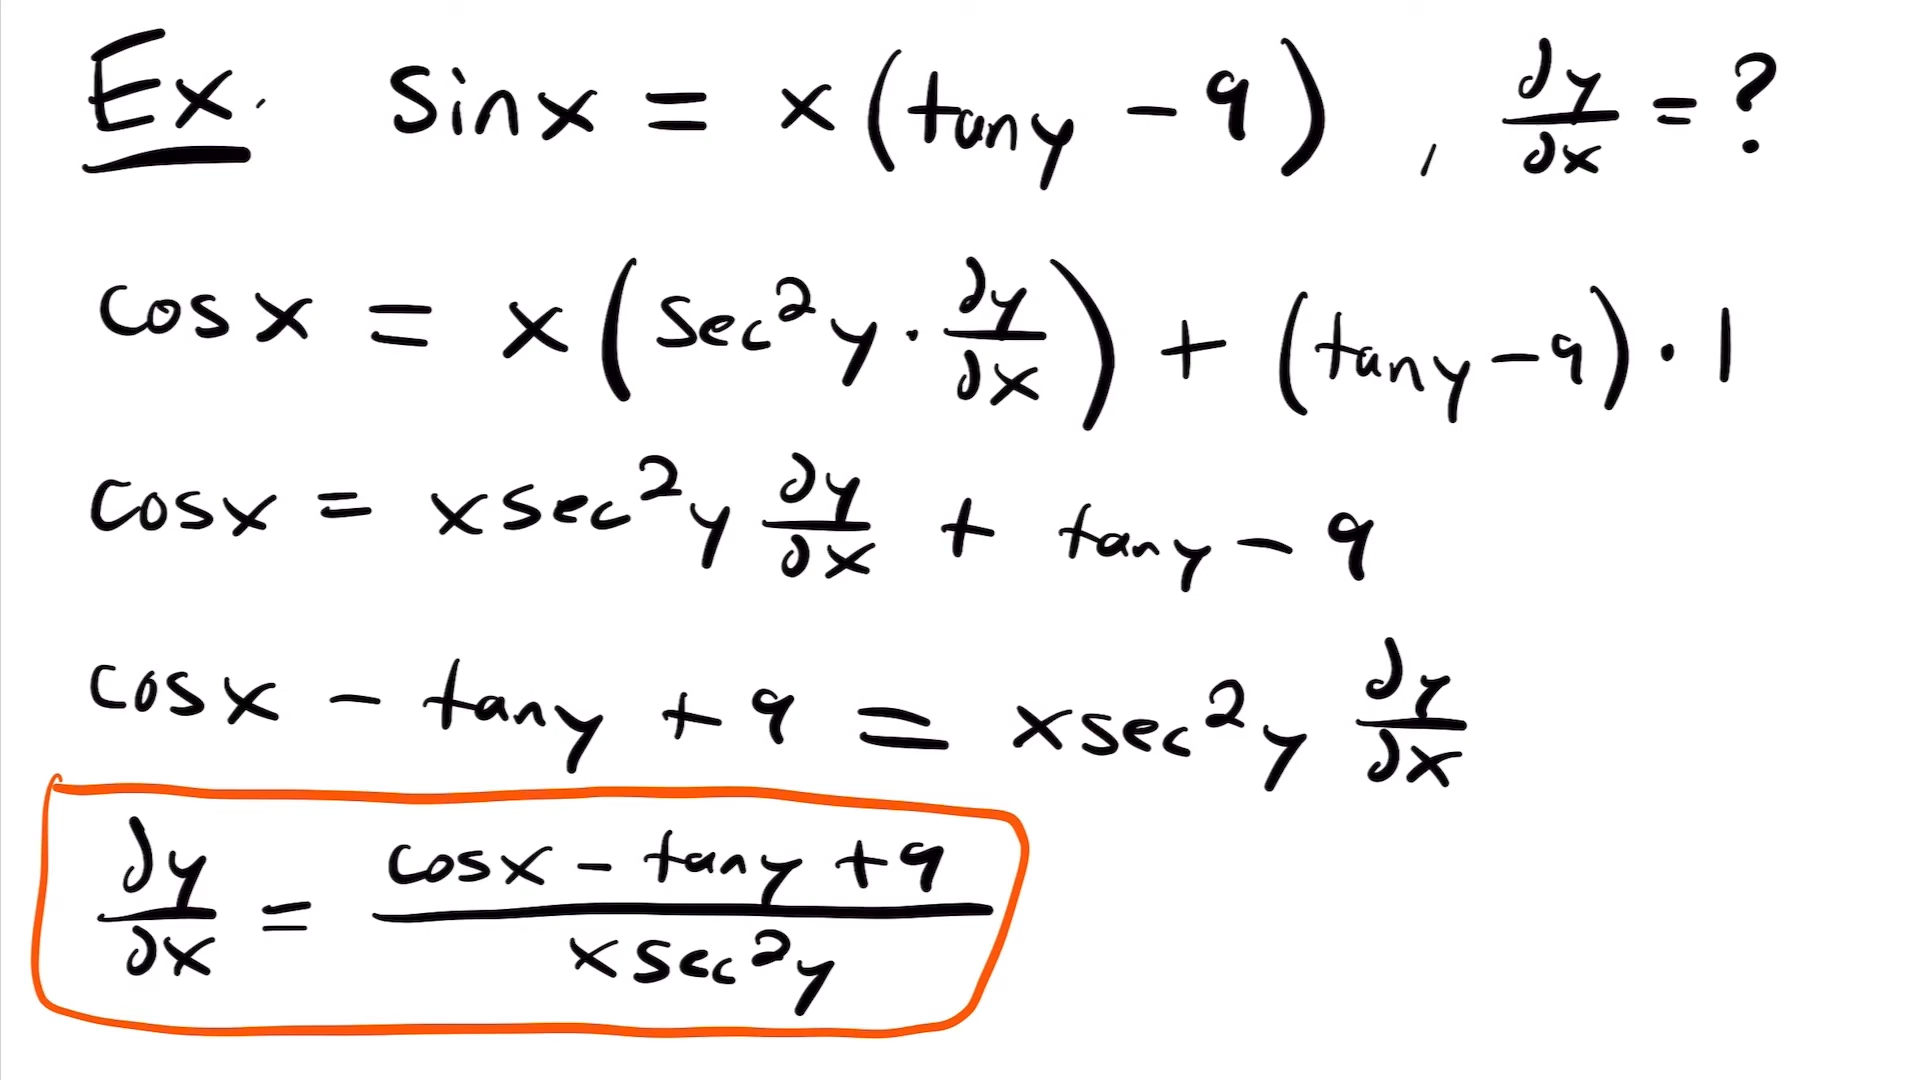 Ex. sinx = x(tany - 9), ∂y/∂x = ?
cosx = x(sec²y · ∂y/∂x) + (tany - 9) · 1
cosx = xsec²y ∂y/∂x + tany - 9
cosx - tany + 9 = xsec²y ∂y/∂x
∂y/∂x = (cosx - tany + 9)/(xsec²y)